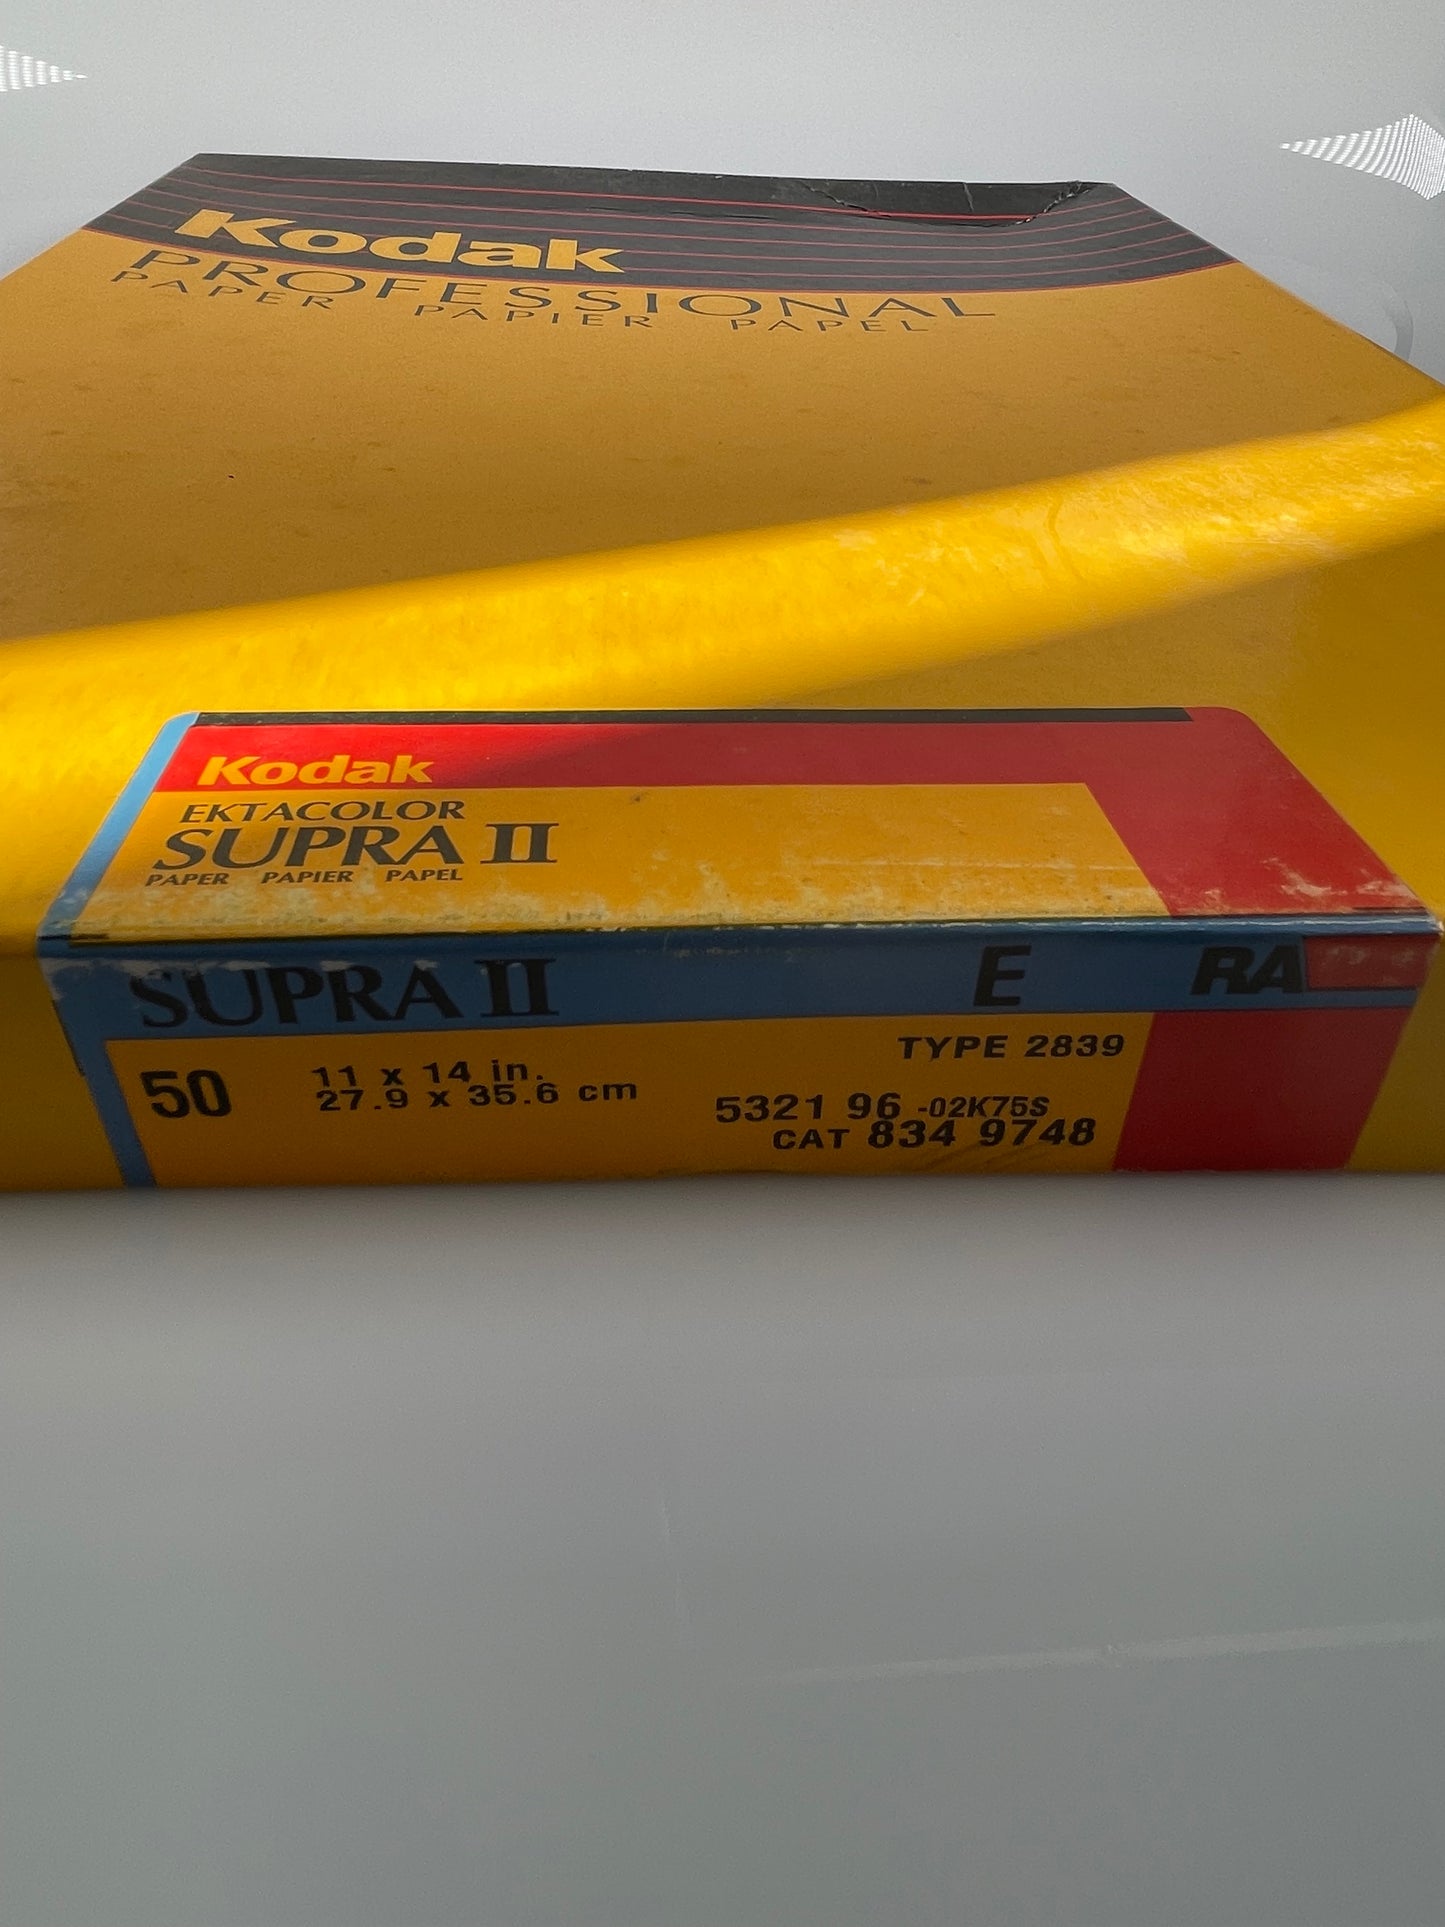 Kodak
PROFESSIONAL
PAPER PAPIER PAPEL
Kodak
EKTACOLOR
SUPRA II
PAPER PAPIER PAPEL
SUPRA II E RA
TYPE 2839
50 11 x 14 in.
27.9 x 35.6 cm
5321 96 -02K75S
CAT 834 9748